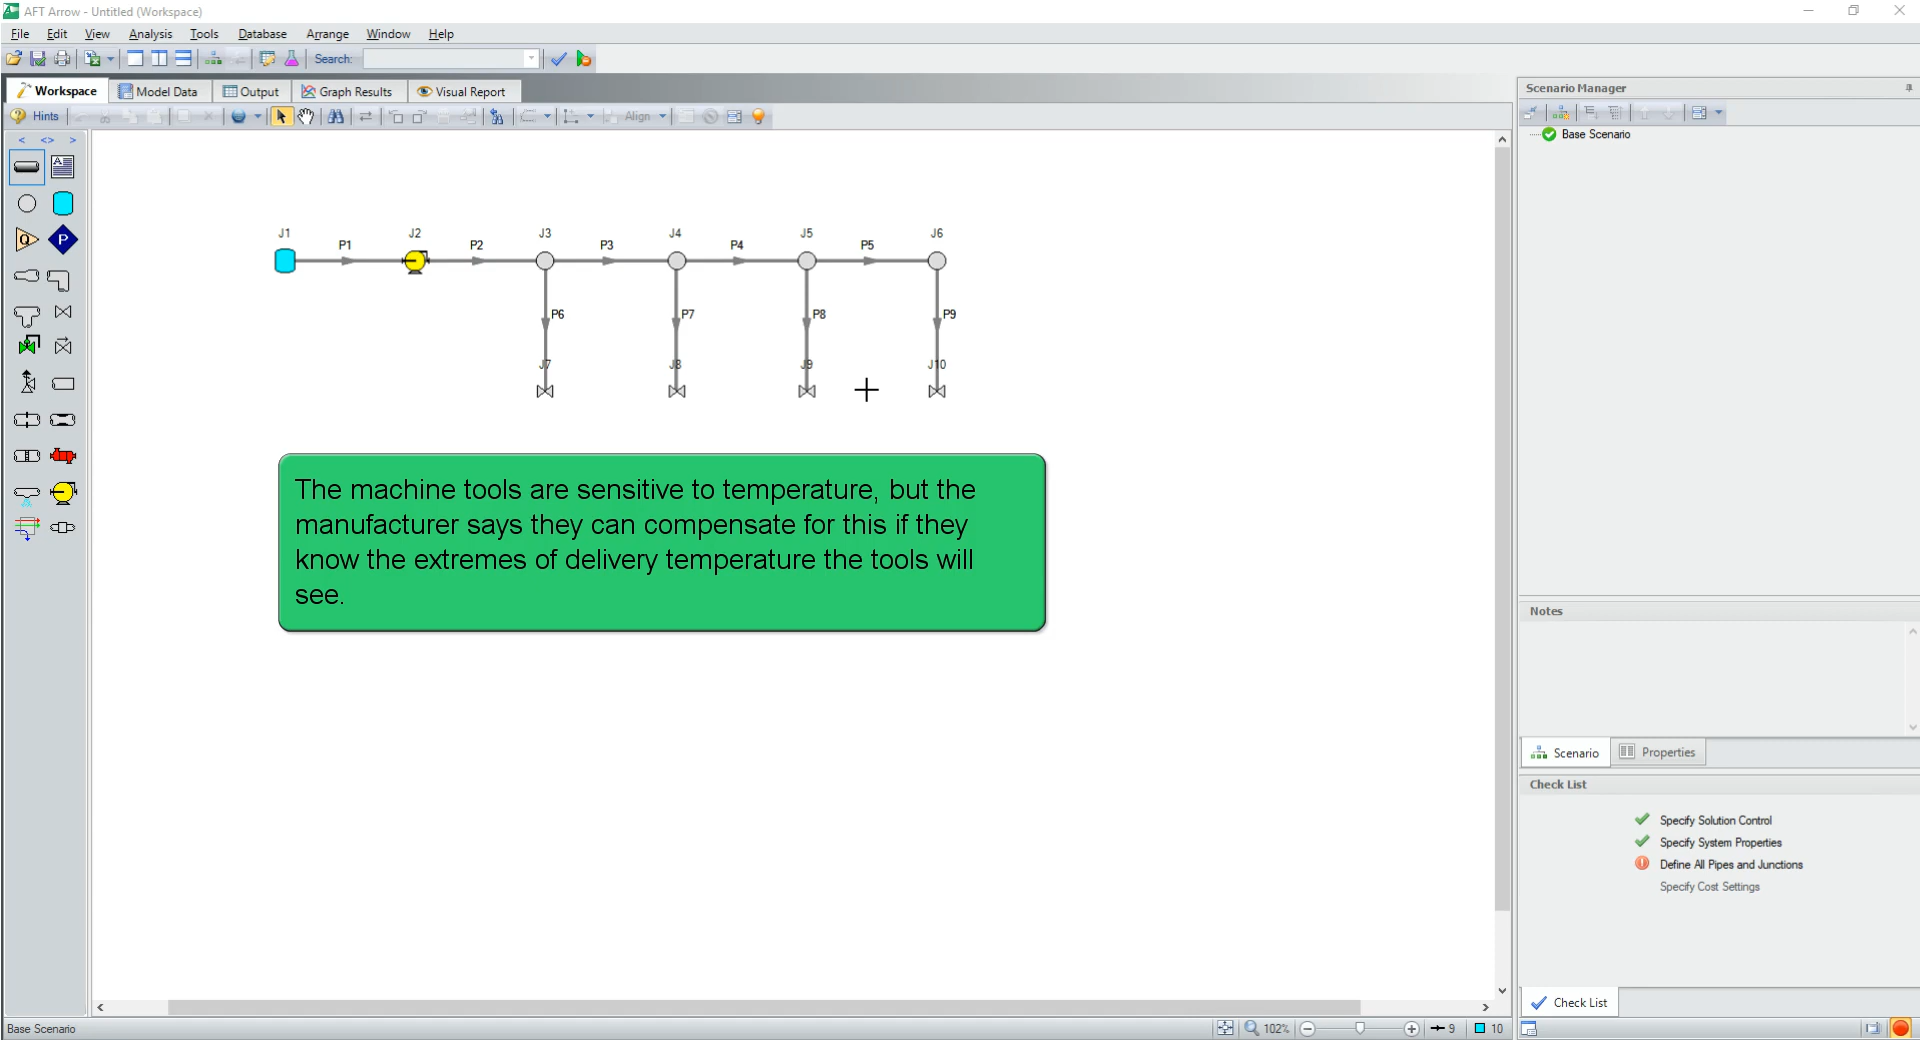 AFT Arrow - Untitled (Workspace)
File Edit View Analysis Tools Database Arrange Window Help
Search:
Workspace Model Data Output Graph Results Visual Report
Hints Align
Scenario Manager
Base Scenario
< <> >
J1 J2 J3 J4 J5 J6
P1 P2 P3 P4 P5
P6 P7 P8 P9
J7 J8 J9 J10
A
Q P
The machine tools are sensitive to temperature, but the
manufacturer says they can compensate for this if they
know the extremes of delivery temperature the tools will
see.
Notes
Scenario Properties
Check List
Specify Solution Control
Specify System Properties
Define All Pipes and Junctions
Specify Cost Settings
Check List
Base Scenario 102% 9 10